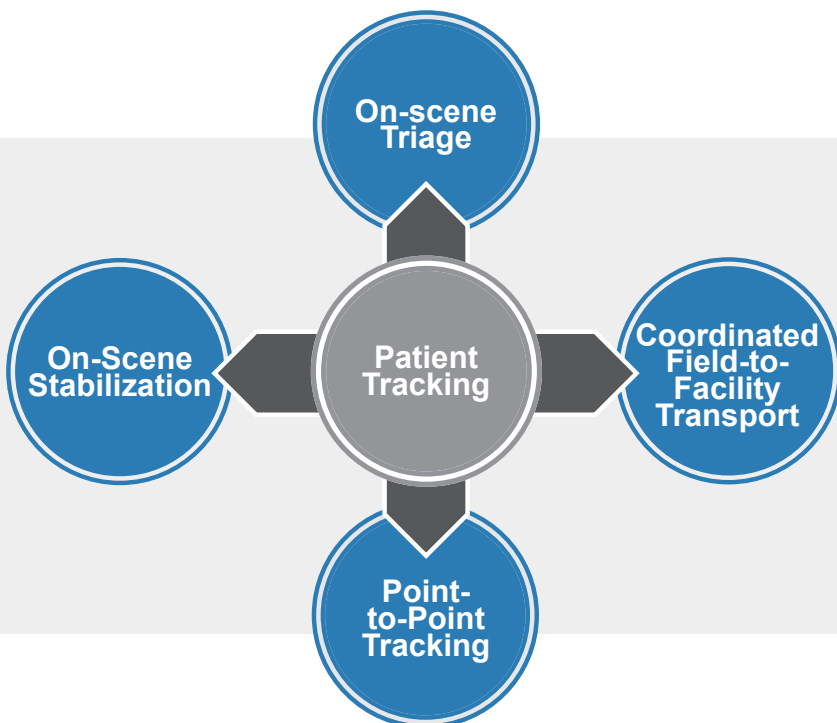 On-scene
Triage
On-Scene
Stabilization
Patient
Tracking
Coordinated
Field-to-
Facility
Transport
Point-
to-Point
Tracking